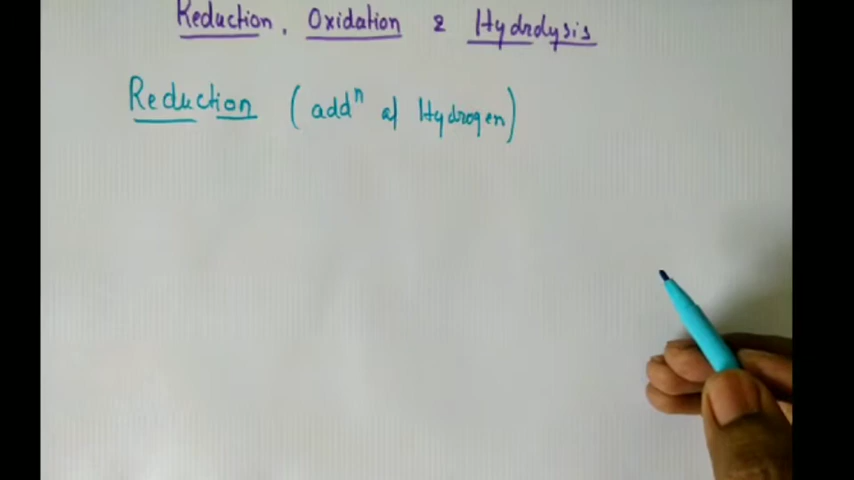 Reduction, Oxidation & Hydrolysis
Reduction (addⁿ of Hydrogen)